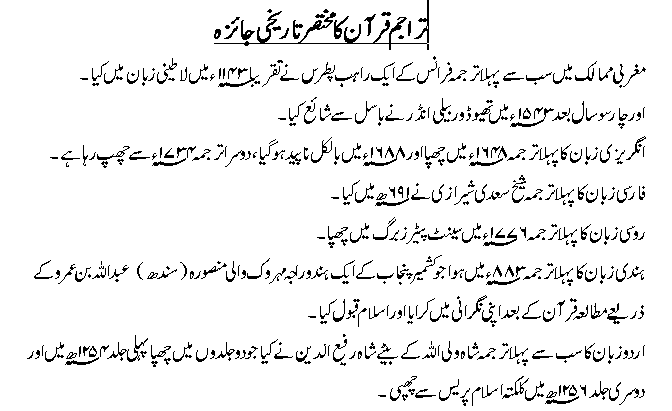 تراجم قرآن کا مختصر تاریخی جائزہ
مغربی ممالک میں سب سے پہلا ترجمہ فرانس کے ایک راہب پطرس نے تقریبا ۱۱۴۳ء میں لاطینی زبان میں کیا۔
اور چار سو سال بعد ۱۵۴۳ء میں تھیوڈور بیلی انڈر نے باسل سے شائع کیا۔
انگریزی زبان کا پہلا ترجمہ ۱۶۴۸ء میں چھپا اور ۱۶۸۸ء میں بالکل ناپید ہو گیا، دوسرا ترجمہ ۱۷۳۴ء سے چھپ رہا ہے۔
فارسی زبان کا پہلا ترجمہ شیخ سعدی شیرازی نے ۶۹۱ھ میں کیا۔
روسی زبان کا پہلا ترجمہ ۱۷۷۶ء میں سینٹ پیٹرزبرگ میں چھپا۔
ہندی زبان کا پہلا ترجمہ ۸۸۳ء میں ہوا جو کشمیر پنجاب کے ایک ہندو راجہ مہروک والی منصورہ (سندھ) عبداللہ بن عمرو کے
ذریعے مطالعہ قرآن کے بعد اپنی نگرانی میں کرایا اور اسلام قبول کیا۔
اردو زبان کا سب سے پہلا ترجمہ شاہ ولی اللہ کے بیٹے شاہ رفیع الدین نے کیا جو دو جلدوں میں چھپا پہلی جلد ۱۲۵۴ھ میں اور
دوسری جلد ۱۲۵۶ھ میں کلکتہ اسلام پریس سے چھپی۔